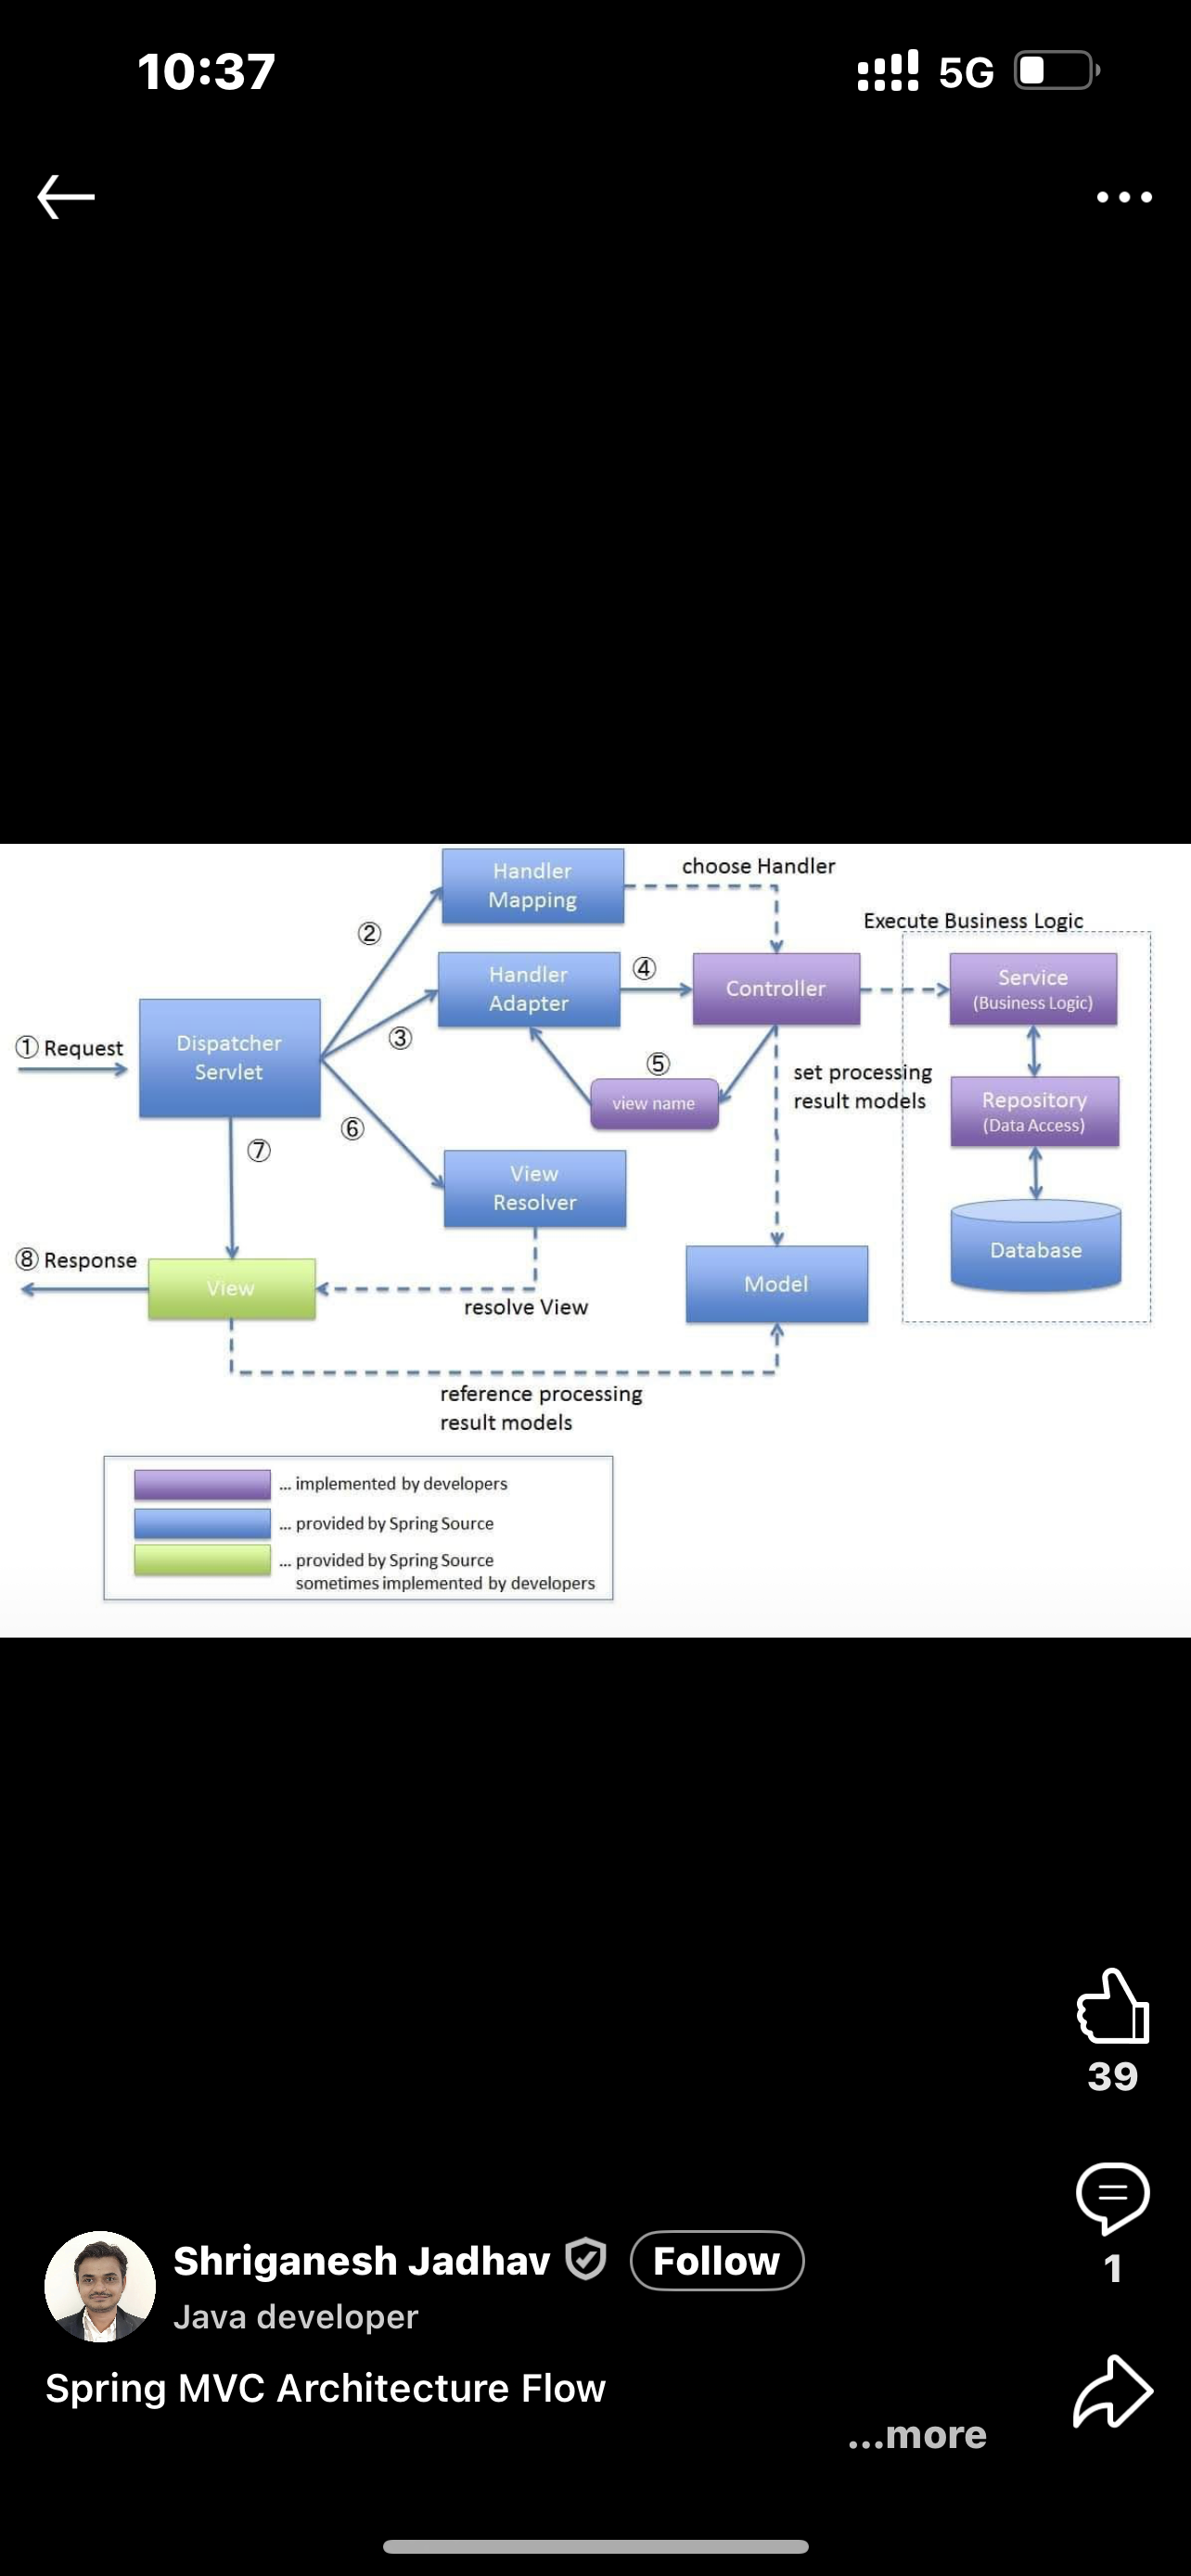 10:37
5G
Handler
Mapping
choose Handler
Execute Business Logic
②
Handler
Adapter
④
Controller
Service
(Business Logic)
① Request
Dispatcher
Servlet
③
⑤
view name
set processing
result models
Repository
(Data Access)
⑥
⑦
View
Resolver
⑧ Response
View
resolve View
Model
Database
reference processing
result models
... implemented by developers
... provided by Spring Source
... provided by Spring Source
sometimes implemented by developers
39
1
Shriganesh Jadhav
Follow
Java developer
Spring MVC Architecture Flow
...more